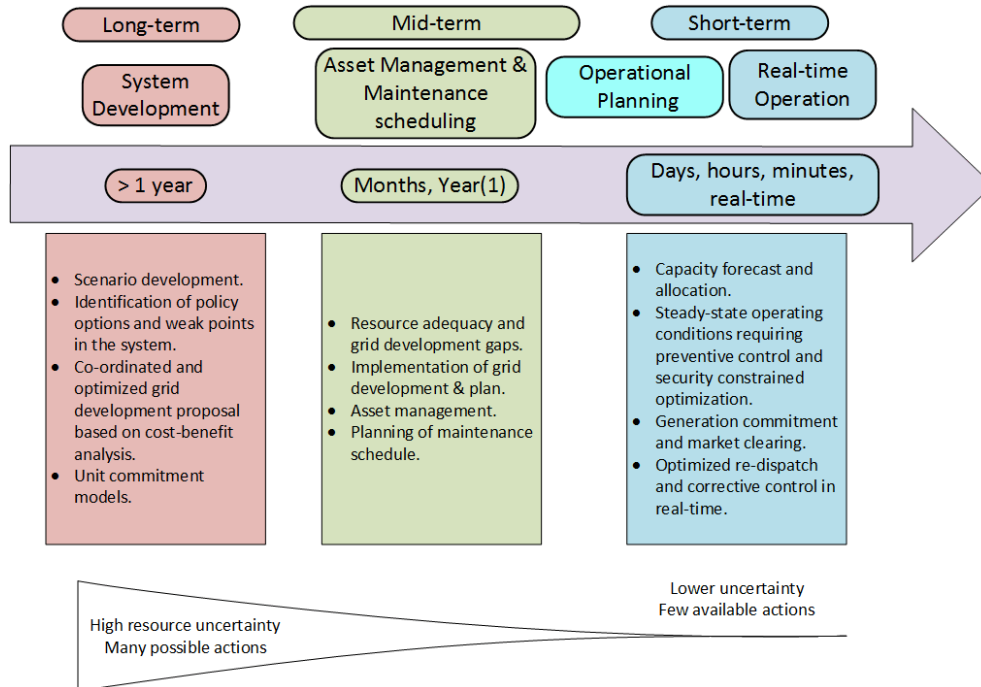 Long-term
Mid-term
Short-term
System
Development
Asset Management &
Maintenance
scheduling
Operational
Planning
Real-time
Operation
> 1 year
Months, Year(1)
Days, hours, minutes,
real-time
• Scenario development.
• Identification of policy
options and weak points
in the system.
• Co-ordinated and
optimized grid
development proposal
based on cost-benefit
analysis.
• Unit commitment
models.
• Resource adequacy and
grid development gaps.
• Implementation of grid
development & plan.
• Asset management.
• Planning of maintenance
schedule.
• Capacity forecast and
allocation.
• Steady-state operating
conditions requiring
preventive control and
security constrained
optimization.
• Generation commitment
and market clearing.
• Optimized re-dispatch
and corrective control in
real-time.
High resource uncertainty
Many possible actions
Lower uncertainty
Few available actions